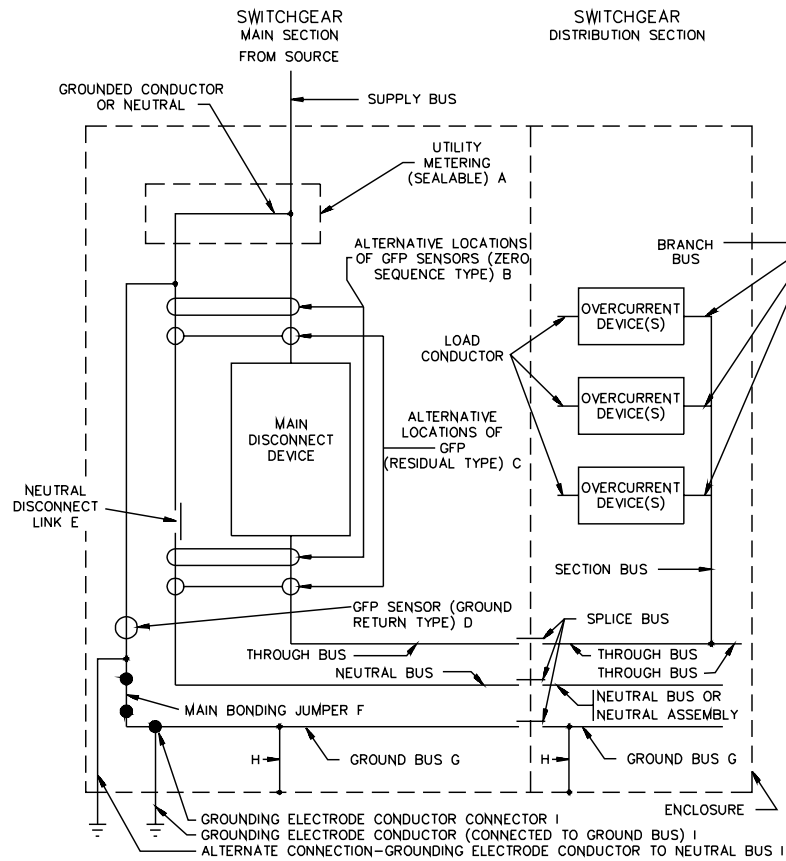 SWITCHGEAR
MAIN SECTION
FROM SOURCE
SWITCHGEAR
DISTRIBUTION SECTION
GROUNDED CONDUCTOR
OR NEUTRAL
SUPPLY BUS
UTILITY
METERING
(SEALABLE) A
ALTERNATIVE LOCATIONS
OF GFP SENSORS (ZERO
SEQUENCE TYPE) B
BRANCH
BUS
OVERCURRENT
DEVICE(S)
LOAD
CONDUCTOR
OVERCURRENT
DEVICE(S)
MAIN
DISCONNECT
DEVICE
ALTERNATIVE
LOCATIONS OF
GFP
(RESIDUAL TYPE) C
OVERCURRENT
DEVICE(S)
NEUTRAL
DISCONNECT
LINK E
SECTION BUS
GFP SENSOR (GROUND
RETURN TYPE) D
SPLICE BUS
THROUGH BUS
THROUGH BUS
NEUTRAL BUS
THROUGH BUS
NEUTRAL BUS OR
NEUTRAL ASSEMBLY
MAIN BONDING JUMPER F
H
GROUND BUS G
H
GROUND BUS G
ENCLOSURE
GROUNDING ELECTRODE CONDUCTOR CONNECTOR I
GROUNDING ELECTRODE CONDUCTOR (CONNECTED TO GROUND BUS) I
ALTERNATE CONNECTION-GROUNDING ELECTRODE CONDUCTOR TO NEUTRAL BUS I